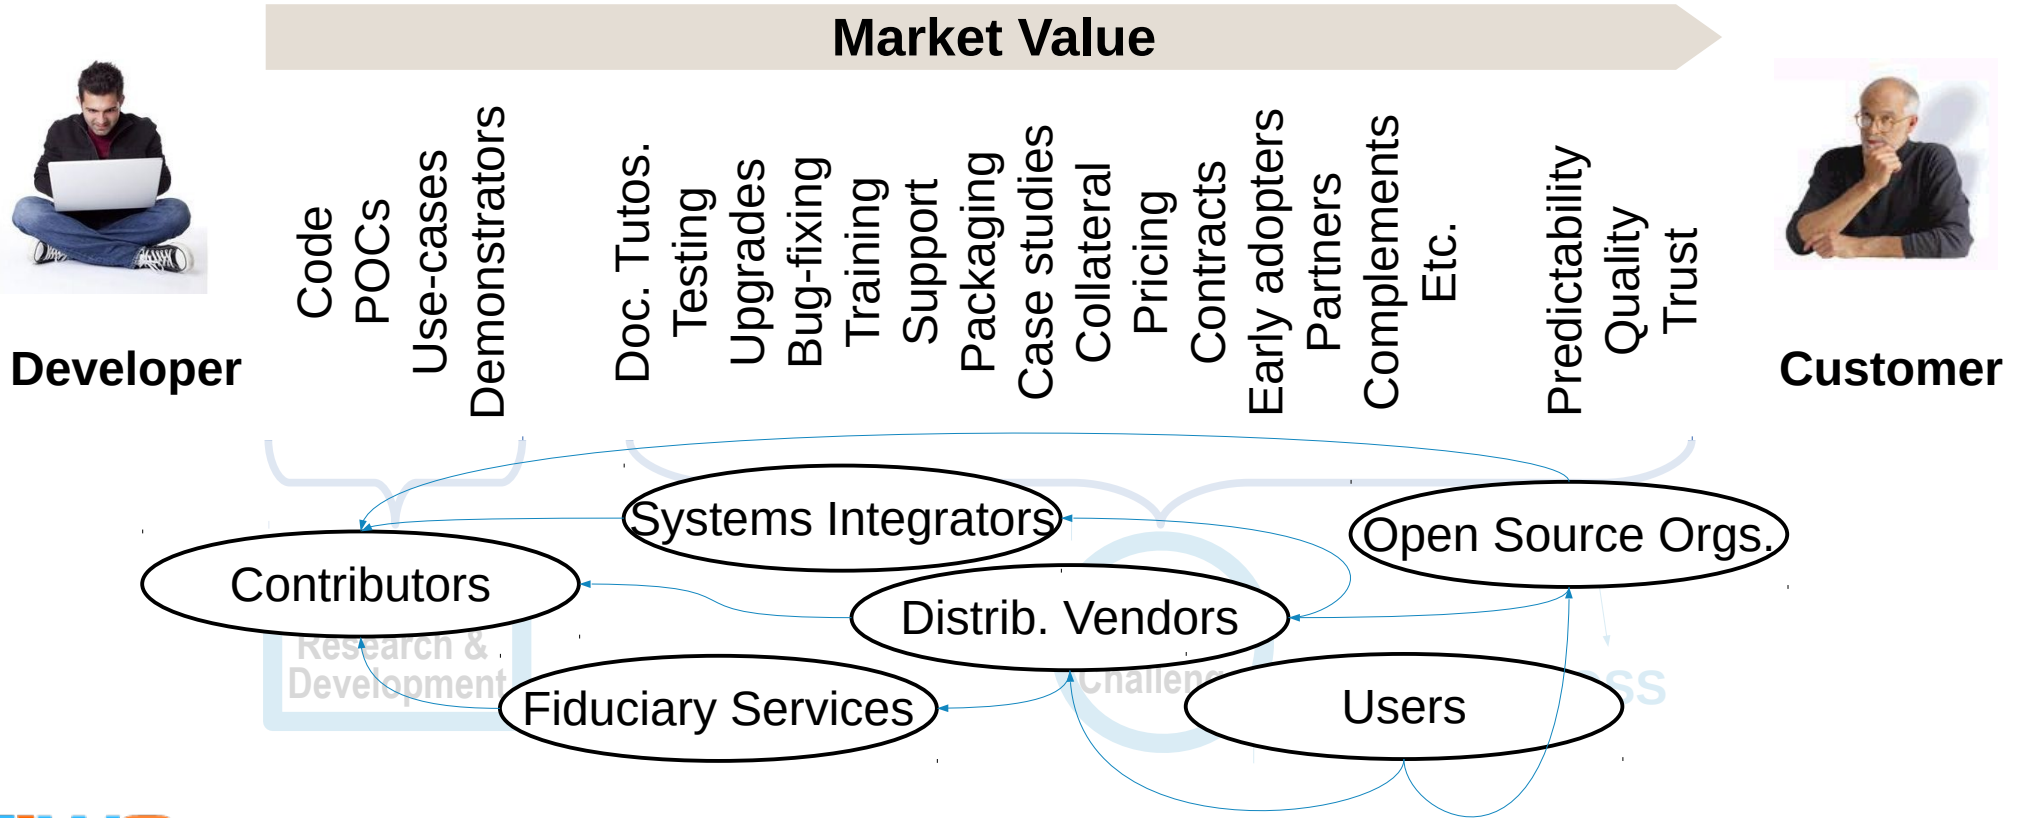 Market Value
Developer
Code
POCs
Use-cases
Demonstrators
Doc. Tutos.
Testing
Upgrades
Bug-fixing
Training
Support
Packaging
Case studies
Collateral
Pricing
Contracts
Early adopters
Partners
Complements
Etc.
Predictability
Quality
Trust
Customer
Systems Integrators
Open Source Orgs.
Contributors
Distrib. Vendors
Research &
Development
Fiduciary Services
Users